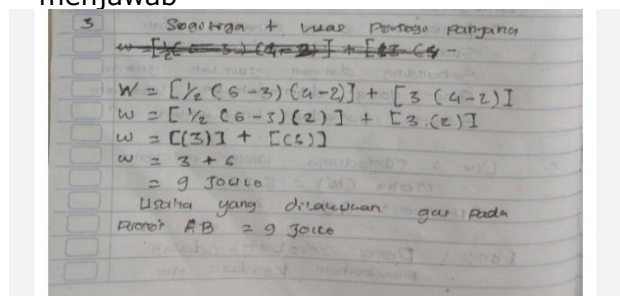 menjawab
3 Segitiga + luas persegi panjang
W = [1/2 (6-3) (4-2)] + [3 (4-2)]
W = [1/2 (6-3) (2)] + [3.(2)]
W = [(3)] + [(6)]
W = 3 + 6
= 9 Joule
Usaha yang dilakukan gas pada
proses AB = 9 Joule